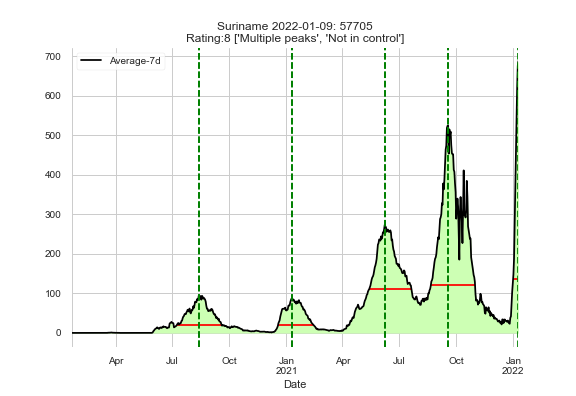 Suriname 2022-01-09: 57705
Rating:8 ['Multiple peaks', 'Not in control']
Average-7d
700
600
500
400
300
200
100
0
Apr Jul Oct Jan Apr Jul Oct Jan
2021 2022
Date